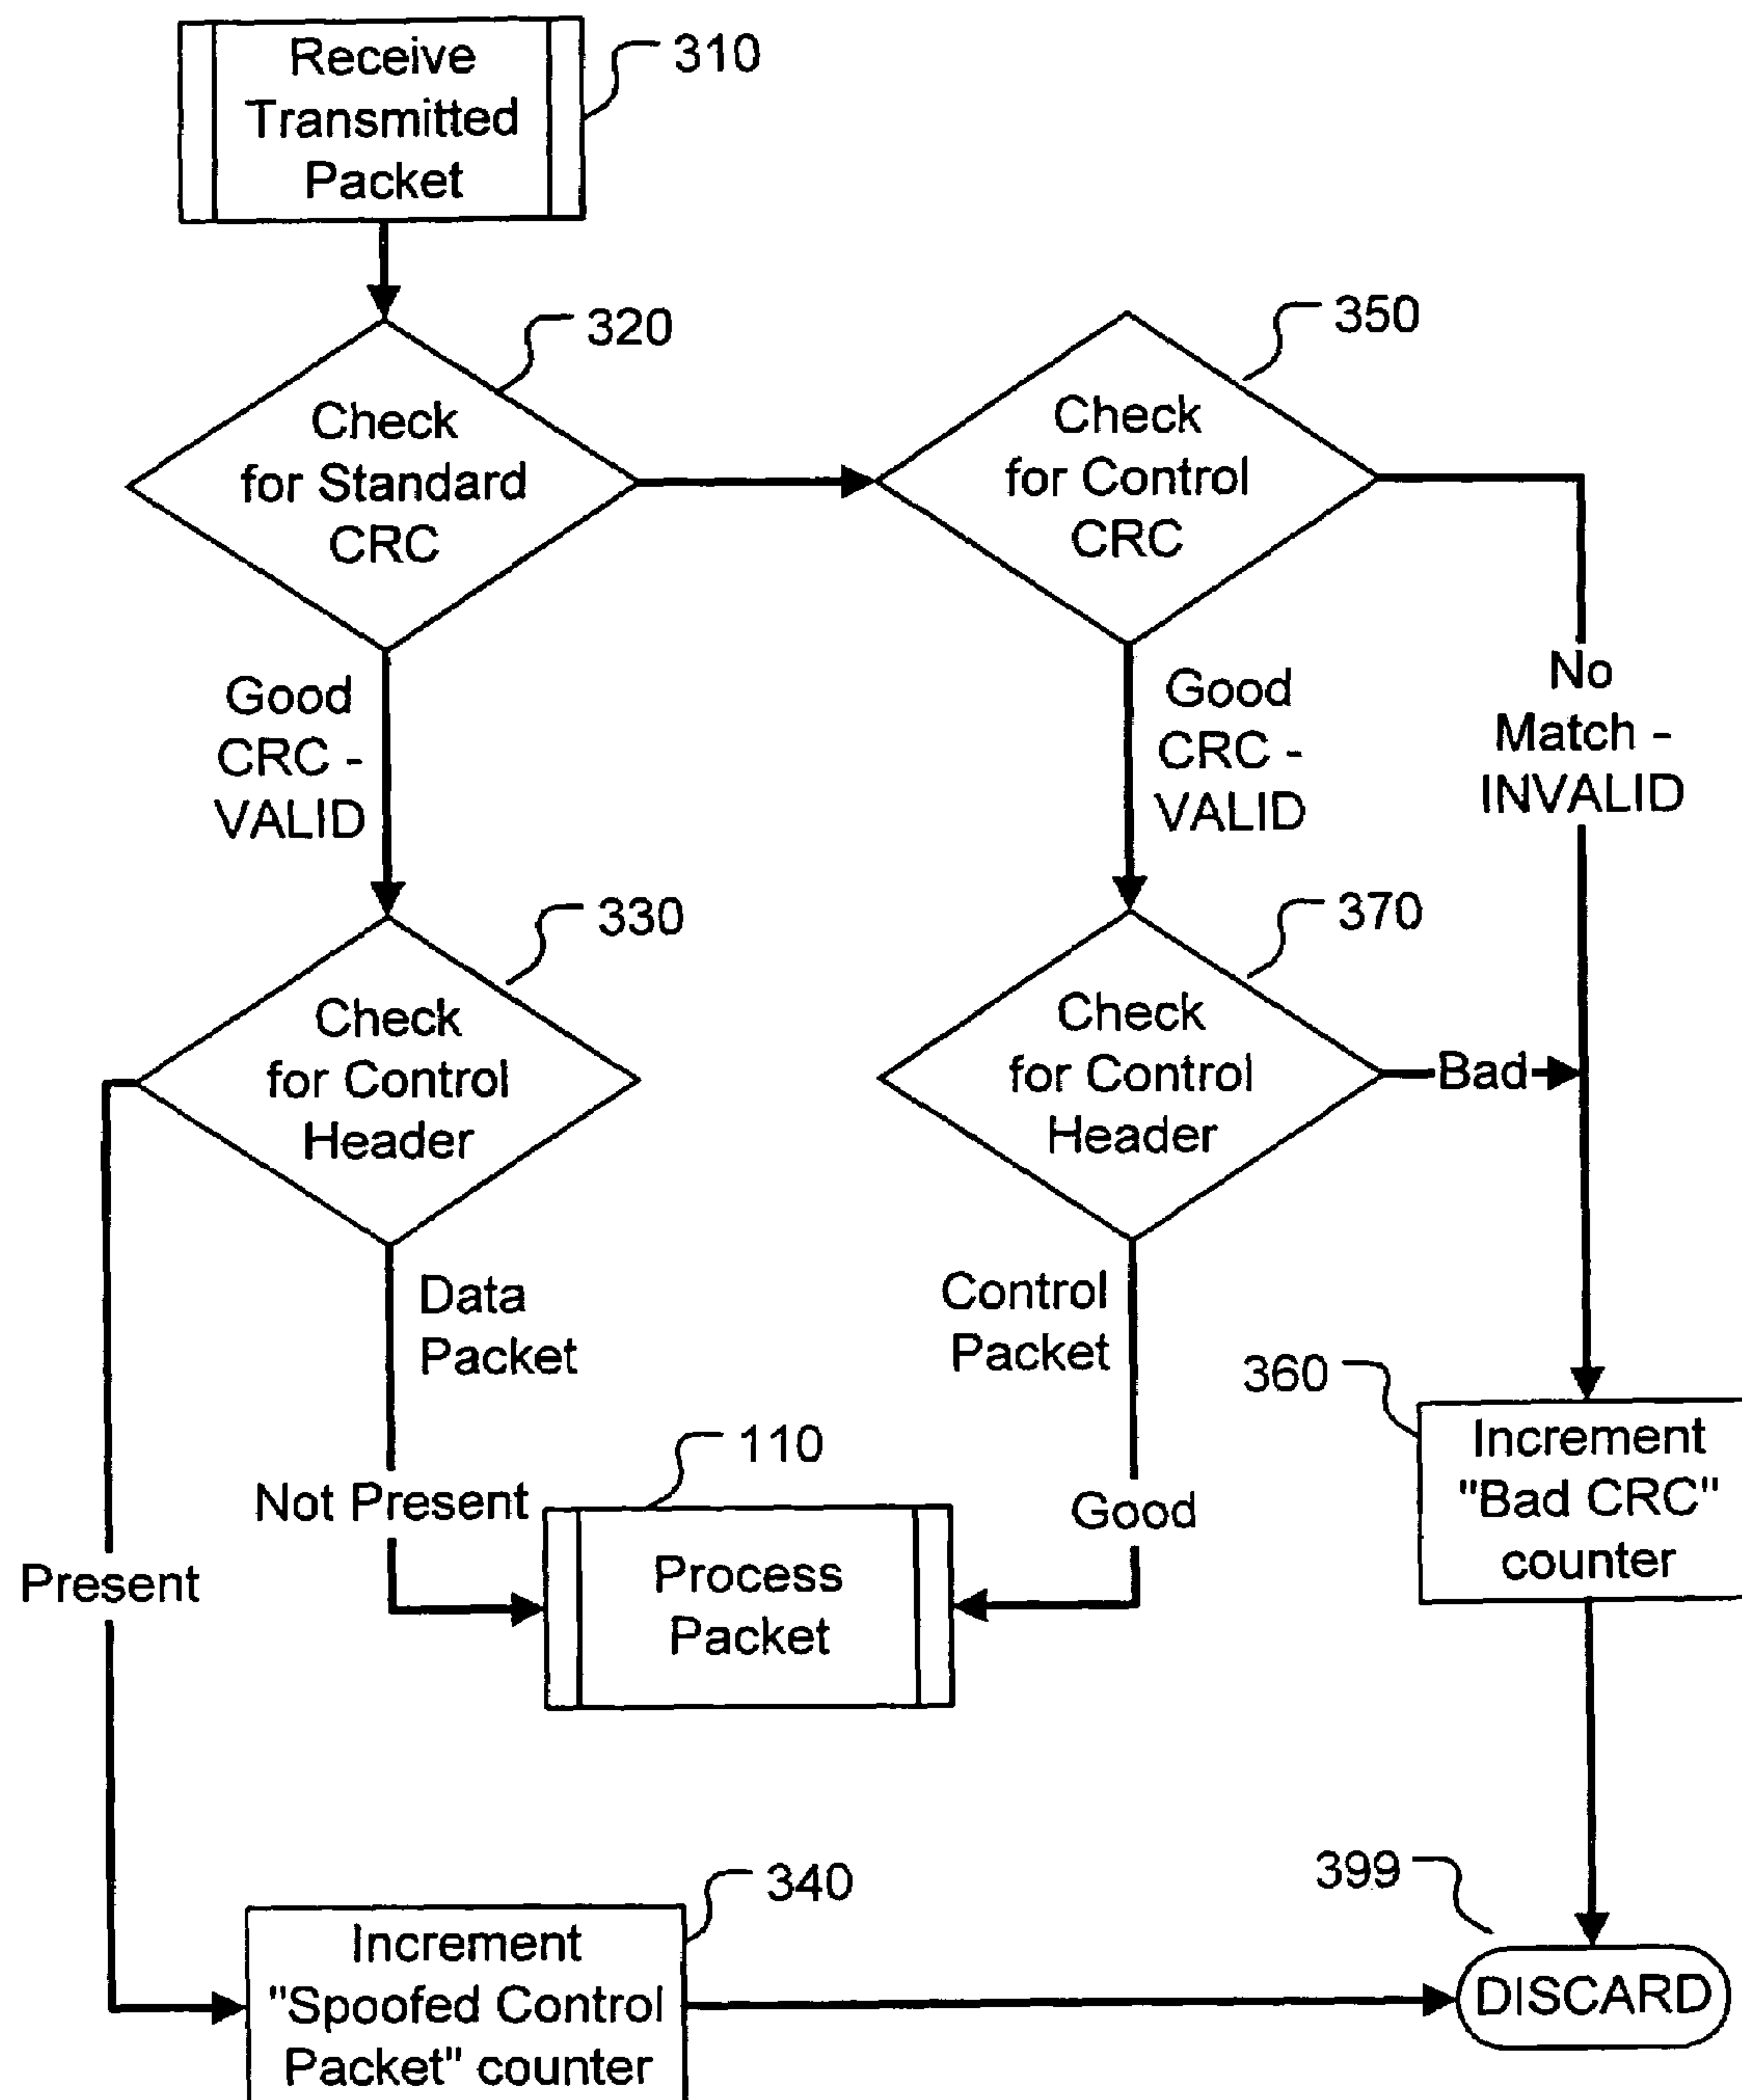 Receive
Transmitted
Packet
310
Check
for Standard
CRC
320
Check
for Control
CRC
350
Good
CRC -
VALID
Good
CRC -
VALID
No
Match -
INVALID
Check
for Control
Header
330
Check
for Control
Header
370
Bad
Data
Packet
Control
Packet
Not Present
Good
Present
110
Process
Packet
360
Increment
"Bad CRC"
counter
340
Increment
"Spoofed Control
Packet" counter
399
DISCARD